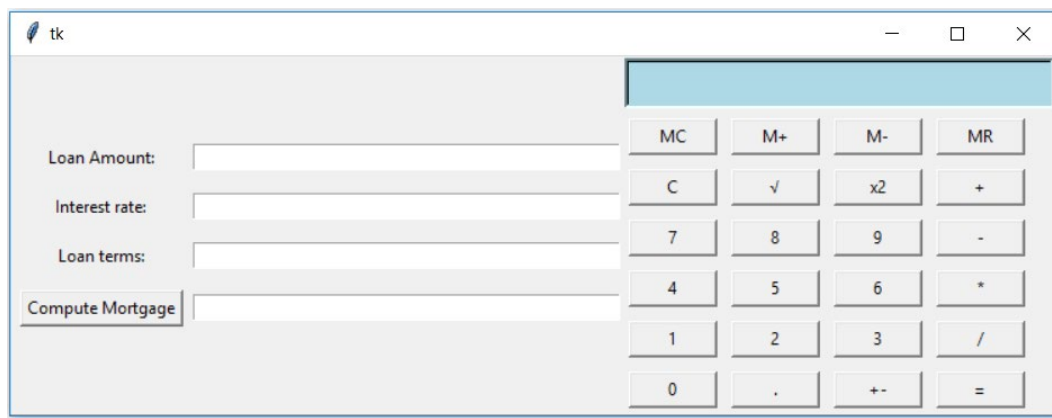 tk
MC M+ M- MR
Loan Amount:
C √ x2 +
Interest rate:
7 8 9 -
Loan terms:
4 5 6 *
Compute Mortgage
1 2 3 /
0 . +- =